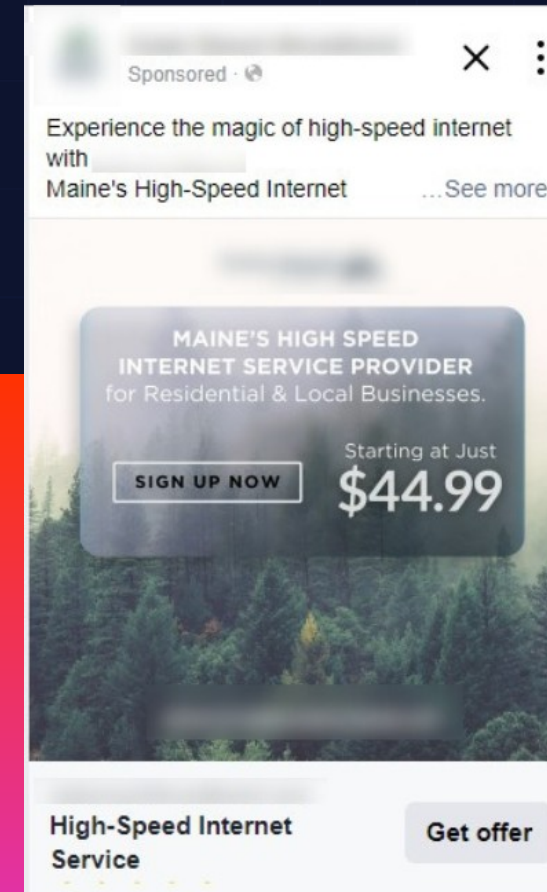 Sponsored ·
Experience the magic of high-speed internet
with
Maine's High-Speed Internet ...See more
MAINE'S HIGH SPEED
INTERNET SERVICE PROVIDER
for Residential & Local Businesses.
Starting at Just
SIGN UP NOW $44.99
High-Speed Internet
Service
Get offer